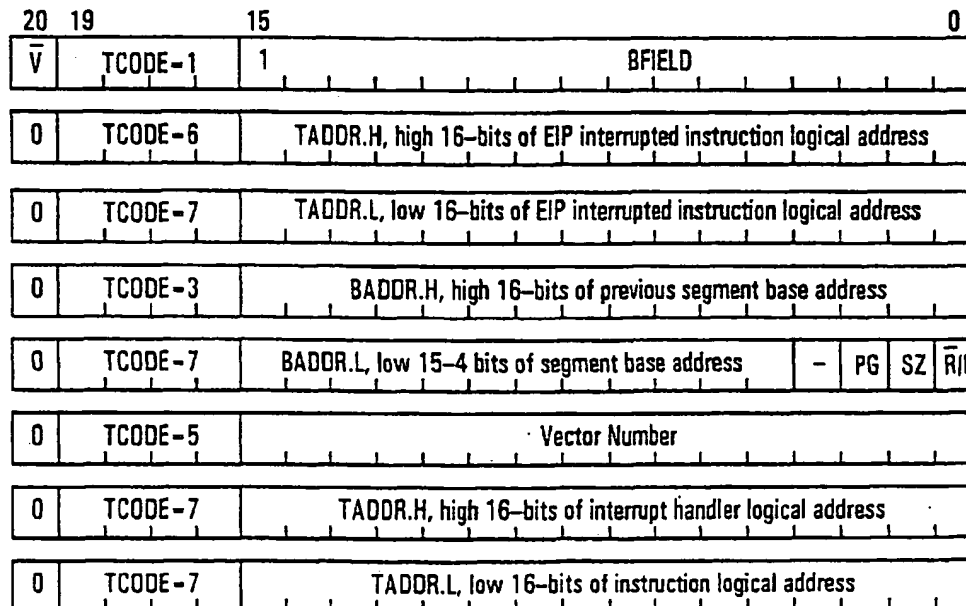 20 19 15 0
V̅ TCODE-1 1 BFIELD
0 TCODE-6 TADDR.H, high 16-bits of EIP interrupted instruction logical address
0 TCODE-7 TADDR.L, low 16-bits of EIP interrupted instruction logical address
0 TCODE-3 BADDR.H, high 16-bits of previous segment base address
0 TCODE-7 BADDR.L, low 15-4 bits of segment base address - PG SZ R̅/
0 TCODE-5 Vector Number
0 TCODE-7 TADDR.H, high 16-bits of interrupt handler logical address
0 TCODE-7 TADDR.L, low 16-bits of instruction logical address